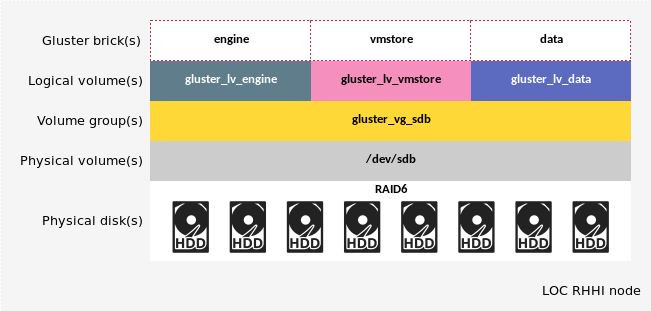 Gluster brick(s) engine vmstore data
Logical volume(s) gluster_lv_engine gluster_lv_vmstore gluster_lv_data
Volume group(s) gluster_vg_sdb
Physical volume(s) /dev/sdb
RAID6
Physical disk(s)
HDD HDD HDD HDD HDD HDD HDD HDD
LOC RHHI node